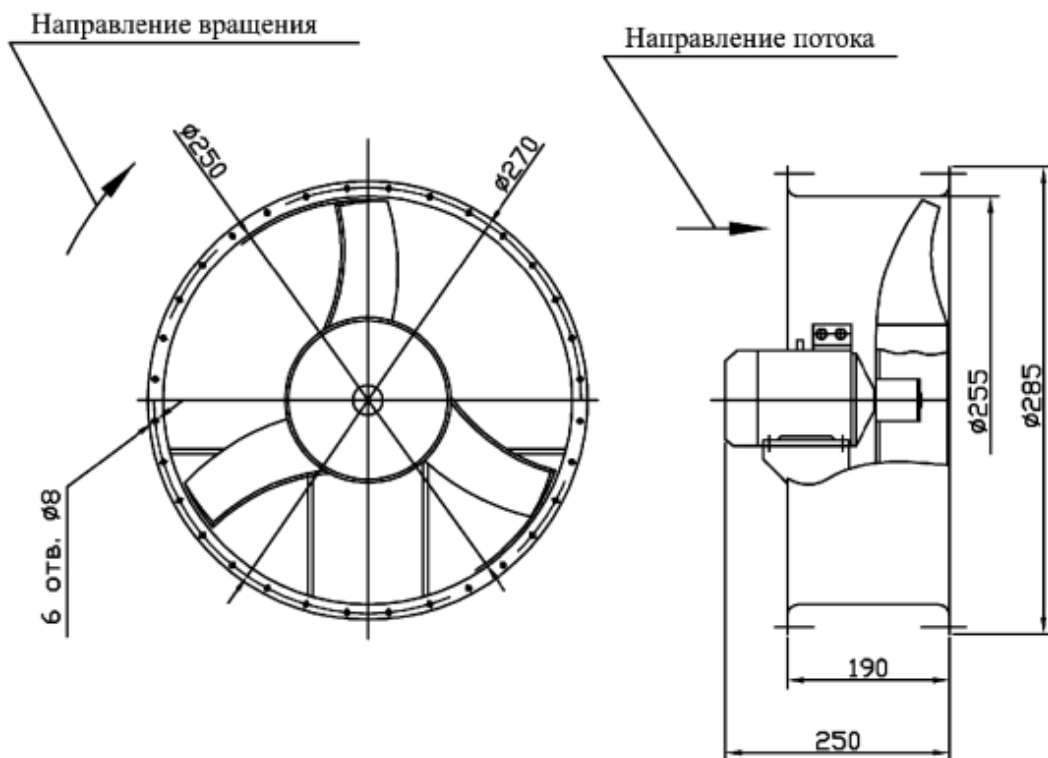 Направление вращения
Направление потока
ø250
ø270
6 отв. ø8
ø255
ø285
190
250